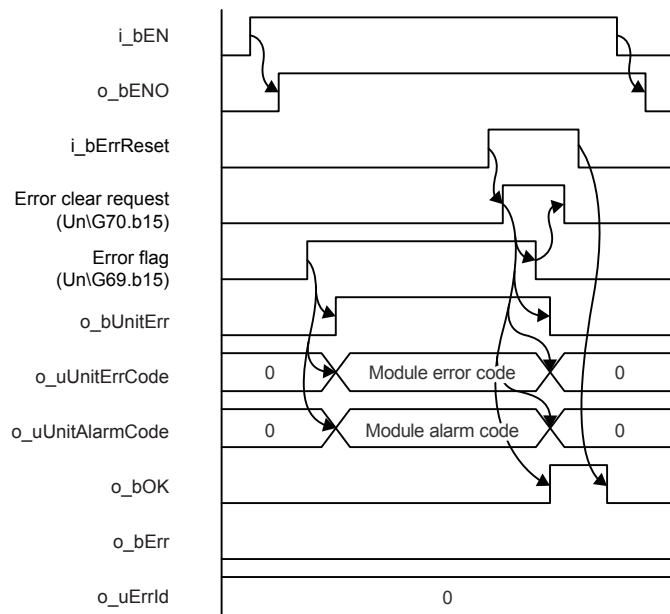 i_bEN
o_bENO
i_bErrReset
Error clear request
(Un\G70.b15)
Error flag
(Un\G69.b15)
o_bUnitErr
o_uUnitErrCode
0
Module error code
0
o_uUnitAlarmCode
0
Module alarm code
0
o_bOK
o_bErr
o_uErrId
0